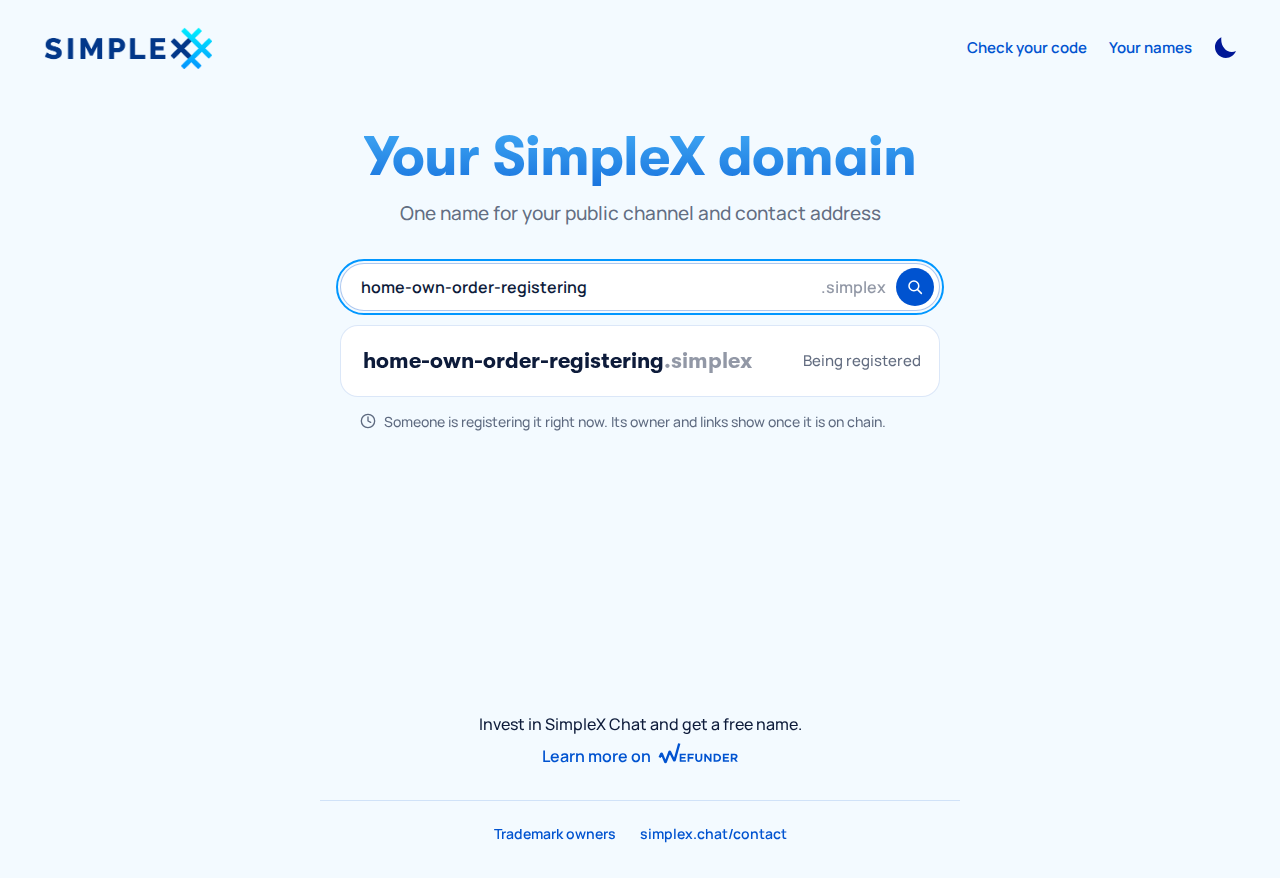 SIMPLEX
Check your code
Your names
Your SimpleX domain
One name for your public channel and contact address
home-own-order-registering .simplex
home-own-order-registering.simplex
Being registered
Someone is registering it right now. Its owner and links show once it is on chain.
Invest in SimpleX Chat and get a free name.
Learn more on WEFUNDER
Trademark owners
simplex.chat/contact